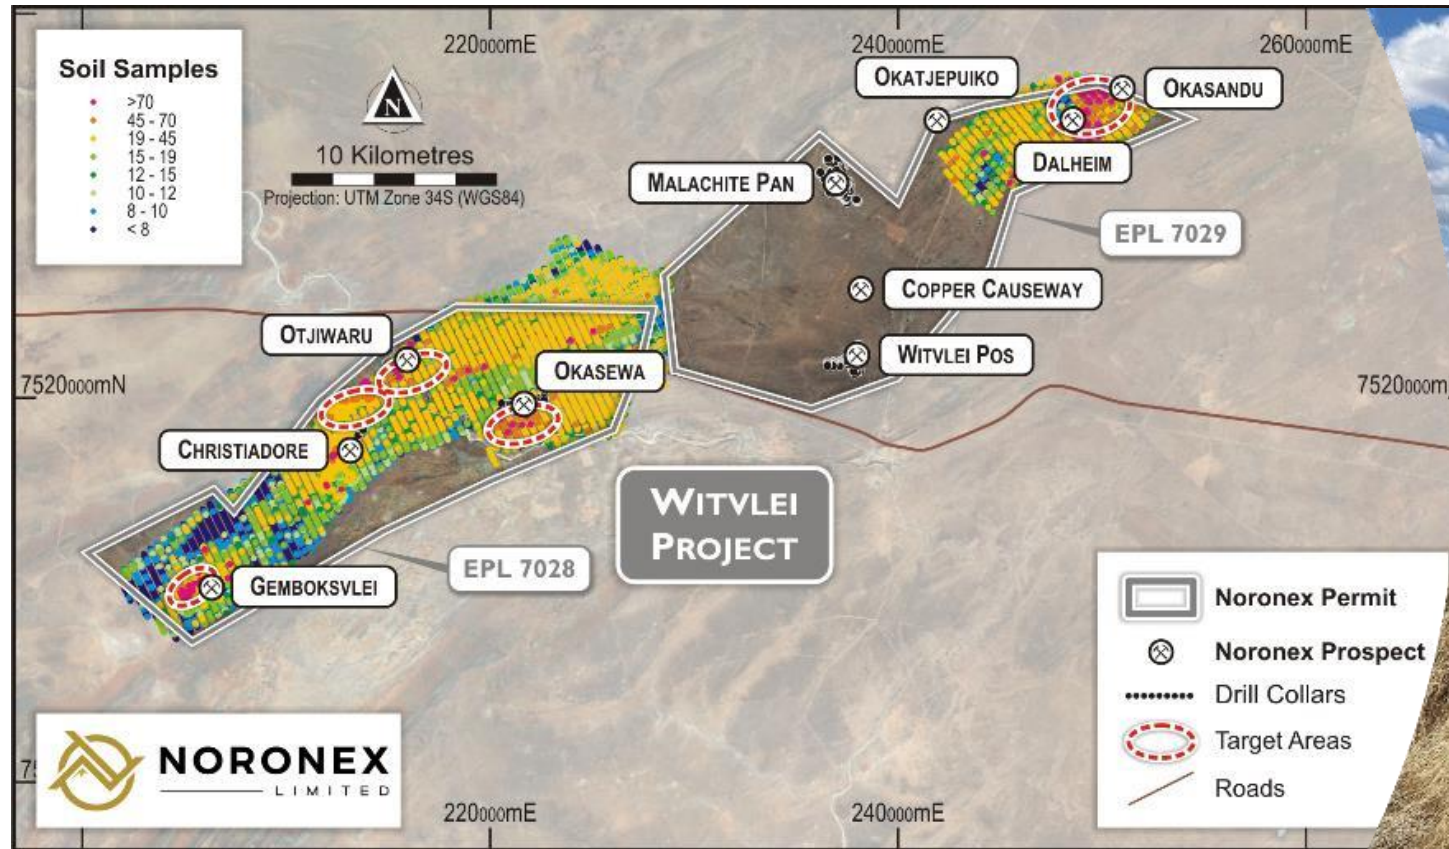 220000mE
240000mE
260000mE
Soil Samples
>70
45 - 70
19 - 45
15 - 19
12 - 15
10 - 12
8 - 10
< 8
N
10 Kilometres
Projection: UTM Zone 34S (WGS84)
OKATJEPUIKO
OKASANDU
DALHEIM
MALACHITE PAN
EPL 7029
COPPER CAUSEWAY
WITVLEI POS
OTJIWARU
OKASEWA
7520000mN
7520000m
CHRISTIADORE
WITVLEI
PROJECT
EPL 7028
GEMBOKSVLEI
Noronex Permit
Noronex Prospect
Drill Collars
Target Areas
Roads
NORONEX
LIMITED
220000mE
240000mE